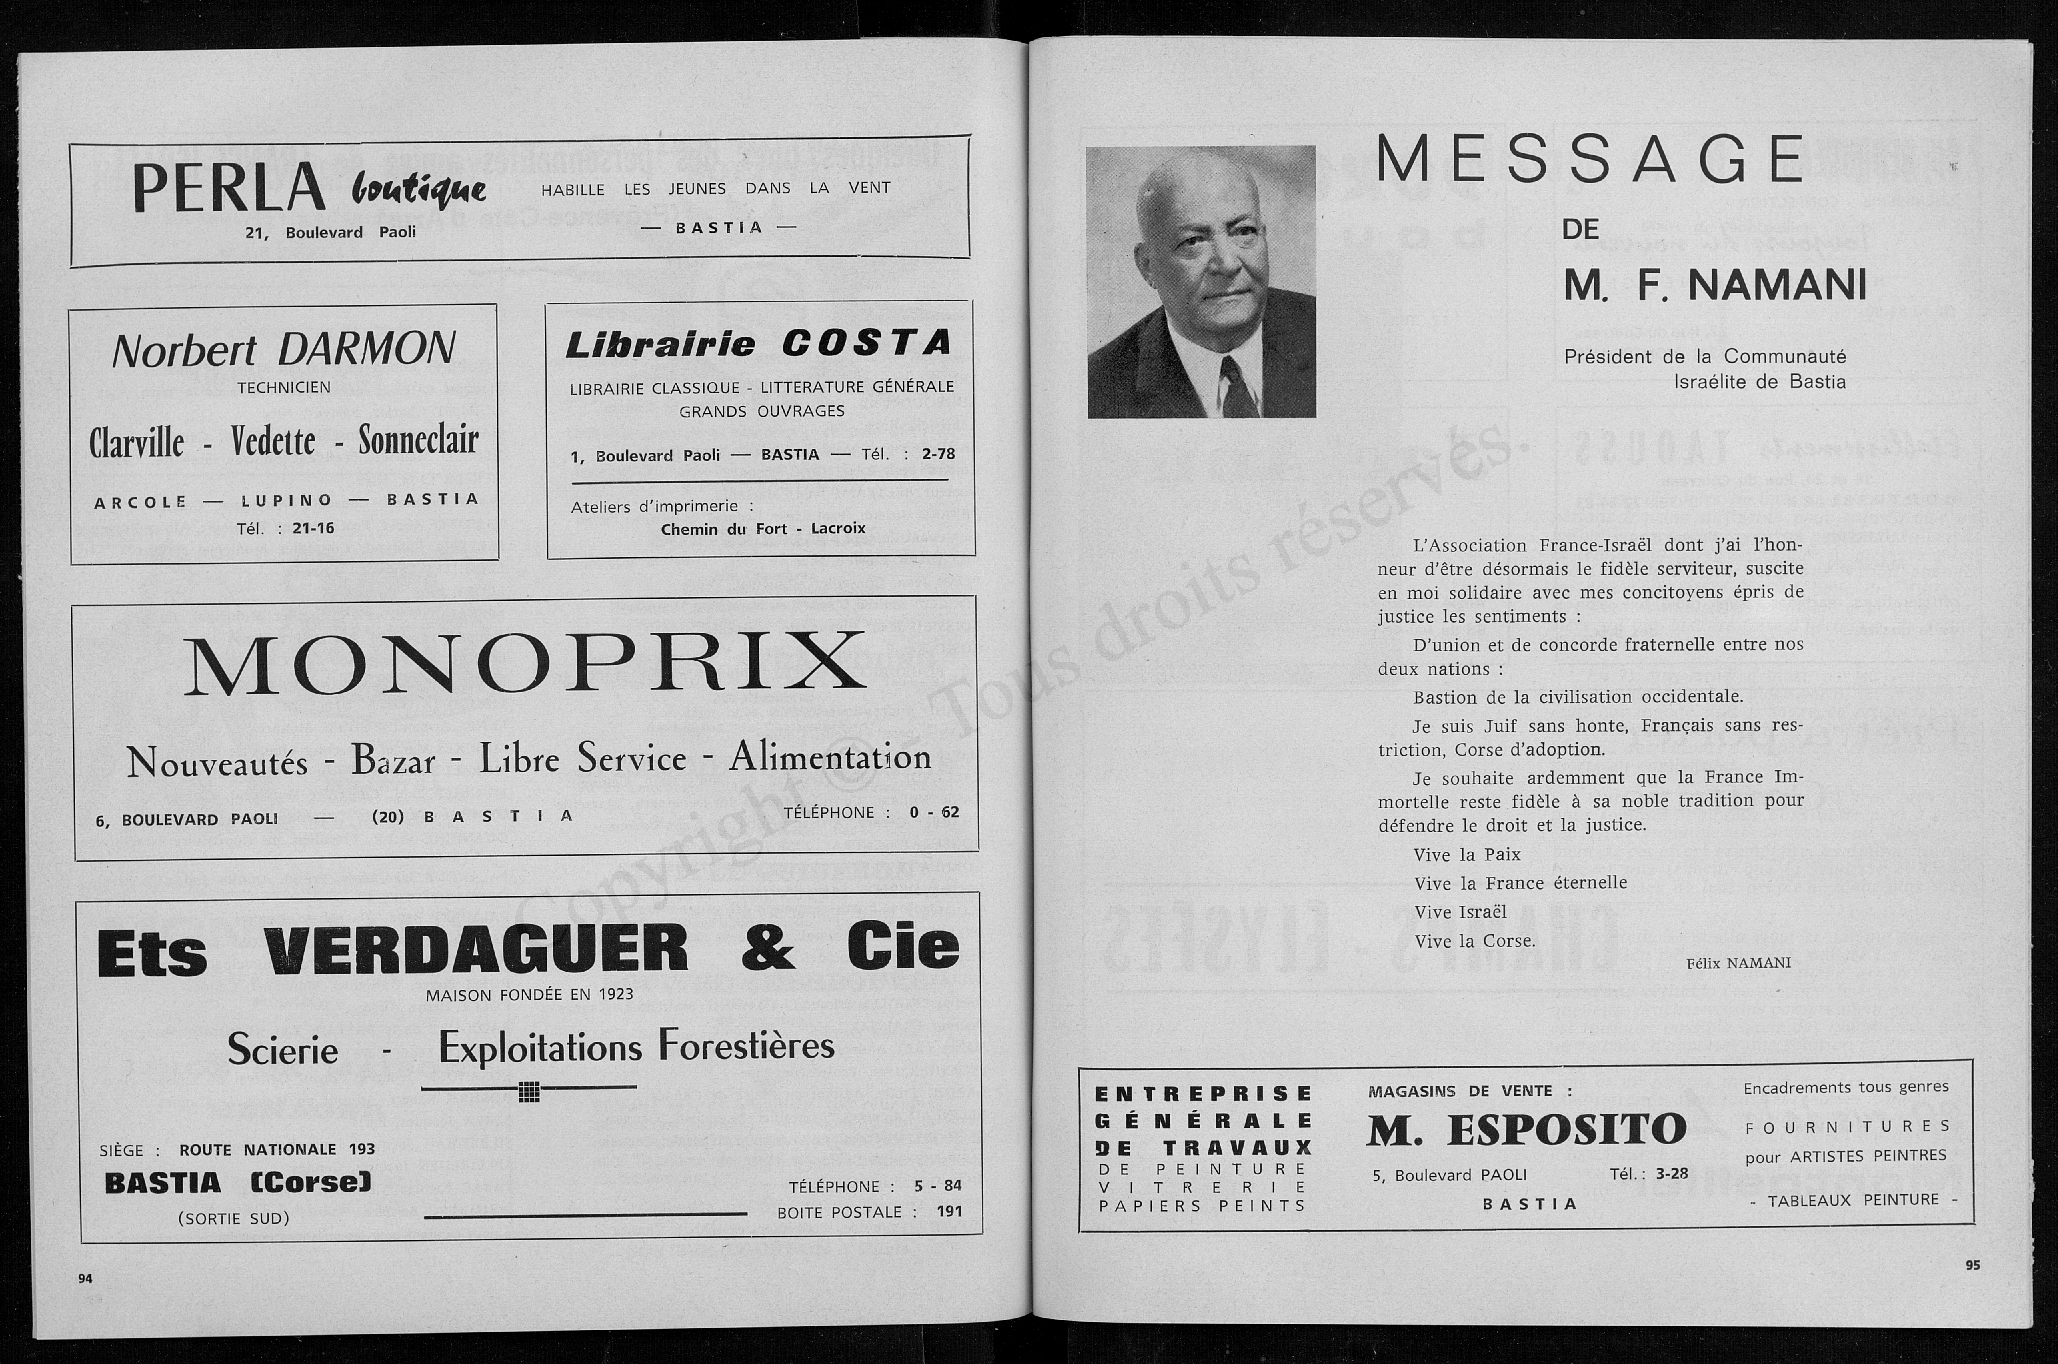 PERLA boutique
21, Boulevard Paoli
HABILLE LES JEUNES DANS LA VENT
— BASTIA —
Norbert DARMON
TECHNICIEN
Clarville - Vedette - Sonneclair
ARCOLE — LUPINO — BASTIA
Tél. : 21-16
Librairie COSTA
LIBRAIRIE CLASSIQUE - LITTERATURE GÉNÉRALE
GRANDS OUVRAGES
1, Boulevard Paoli — BASTIA — Tél. : 2-78
Ateliers d'imprimerie :
Chemin du Fort - Lacroix
MONOPRIX
Nouveautés - Bazar - Libre Service - Alimentation
6, BOULEVARD PAOLI — (20) BASTIA TÉLÉPHONE : 0 - 62
Ets VERDAGUER & Cie
MAISON FONDÉE EN 1923
Scierie - Exploitations Forestières
SIÈGE : ROUTE NATIONALE 193
BASTIA (Corse)
(SORTIE SUD)
TÉLÉPHONE : 5 - 84
BOITE POSTALE : 191
94
MESSAGE
DE
M. F. NAMANI
Président de la Communauté
Israélite de Bastia
L'Association France-Israël dont j'ai l'hon-
neur d'être désormais le fidèle serviteur, suscite
en moi solidaire avec mes concitoyens épris de
justice les sentiments :
D'union et de concorde fraternelle entre nos
deux nations :
Bastion de la civilisation occidentale.
Je suis Juif sans honte, Français sans res-
triction, Corse d'adoption.
Je souhaite ardemment que la France Im-
mortelle reste fidèle à sa noble tradition pour
défendre le droit et la justice.
Vive la Paix
Vive la France éternelle
Vive Israël
Vive la Corse.
Félix NAMANI
ENTREPRISE
GÉNÉRALE
DE TRAVAUX
DE PEINTURE
VITRERIE
PAPIERS PEINTS
MAGASINS DE VENTE :
M. ESPOSITO
5, Boulevard PAOLI Tél. : 3-28
BASTIA
Encadrements tous genres
FOURNITURES
pour ARTISTES PEINTRES
- TABLEAUX PEINTURE -
95
Copyright © - Tous droits réservés.